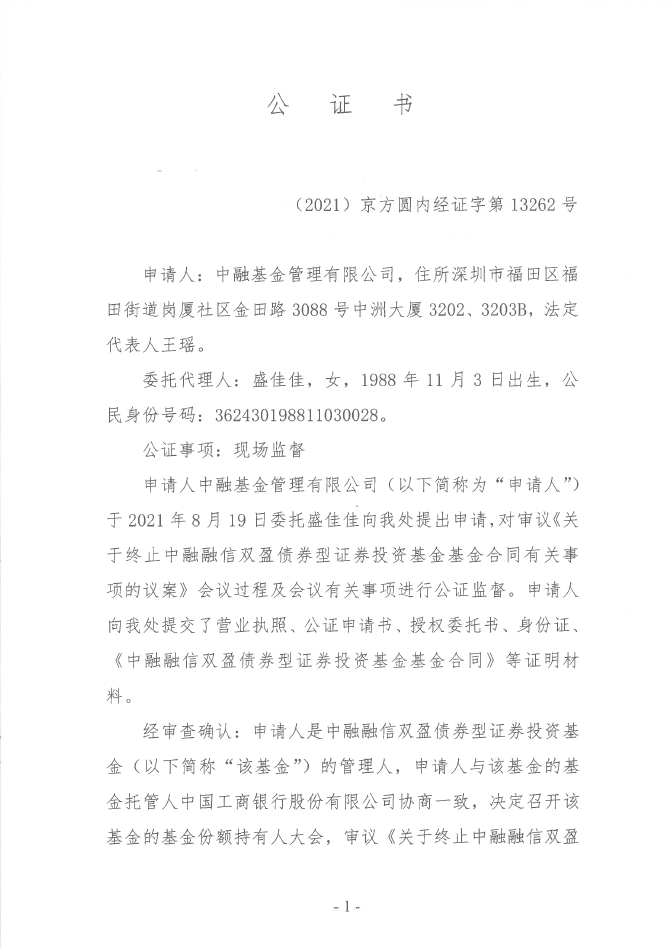 公 证 书
（2021）京方圆内经证字第 13262 号
申请人：中融基金管理有限公司，住所深圳市福田区福
田街道岗厦社区金田路 3088 号中洲大厦 3202、3203B，法定
代表人王瑶。
委托代理人：盛佳佳，女，1988 年 11 月 3 日出生，公
民身份号码：362430198811030028。
公证事项：现场监督
申请人中融基金管理有限公司（以下简称为“申请人”）
于 2021 年 8 月 19 日委托盛佳佳向我处提出申请，对审议《关
于终止中融融信双盈债券型证券投资基金基金合同有关事
项的议案》会议过程及会议有关事项进行公证监督。申请人
向我处提交了营业执照、公证申请书、授权委托书、身份证、
《中融融信双盈债券型证券投资基金基金合同》等证明材
料。
经审查确认：申请人是中融融信双盈债券型证券投资基
金（以下简称“该基金”）的管理人，申请人与该基金的基
金托管人中国工商银行股份有限公司协商一致，决定召开该
基金的基金份额持有人大会，审议《关于终止中融融信双盈
- 1 -